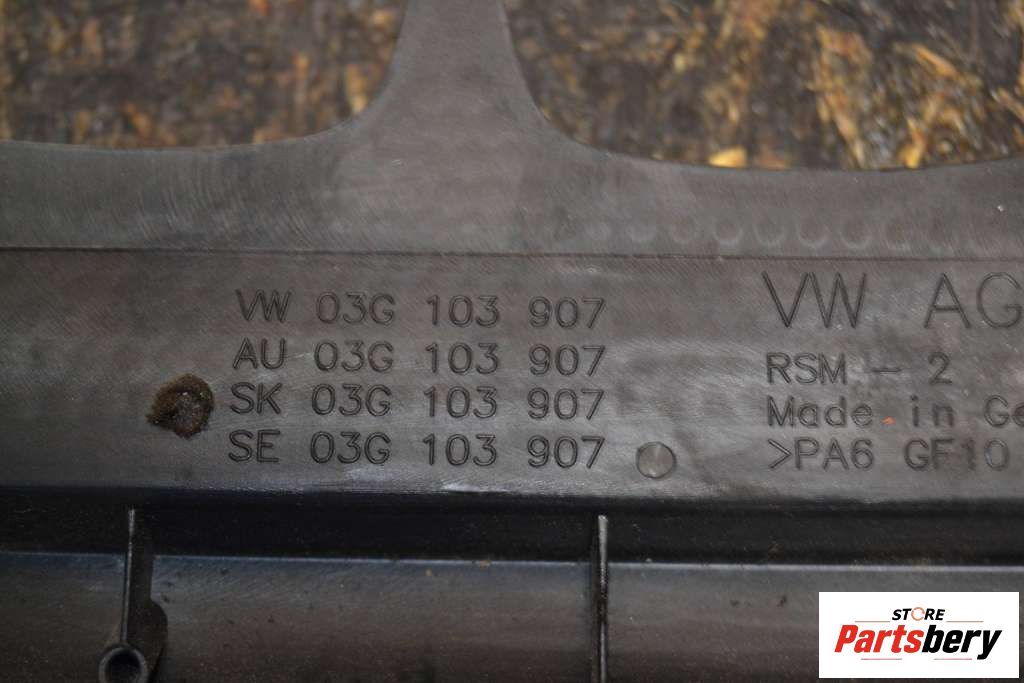 VW 03G 103 907
AU 03G 103 907
SK 03G 103 907
SE 03G 103 907
VW AG
RSM - 2
Made in Ge
>PA6 GF10
STORE
Partsbery